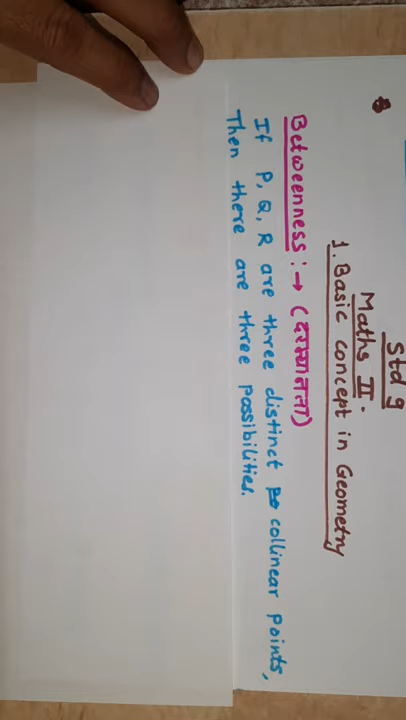 Std 9
Maths II.
1. Basic concept in Geometry
Betweenness : → (दरम्यानता)
If P, Q, R are three distinct collinear points,
Then there are three possibilities.